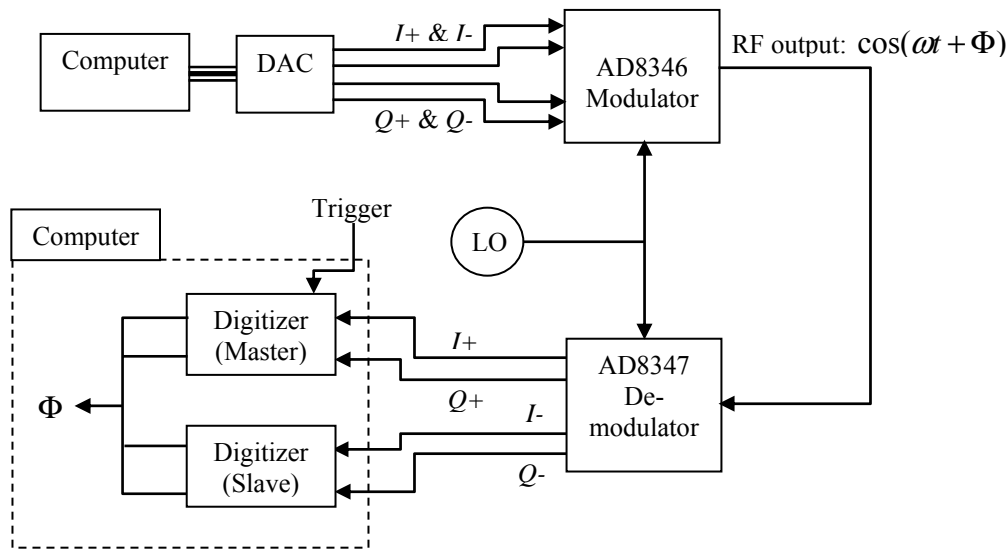 Computer
DAC
I+ & I-
Q+ & Q-
AD8346
Modulator
RF output: cos(ωt + Φ)
LO
Trigger
Computer
Digitizer
(Master)
Digitizer
(Slave)
Φ
I+
Q+
I-
Q-
AD8347
De-
modulator